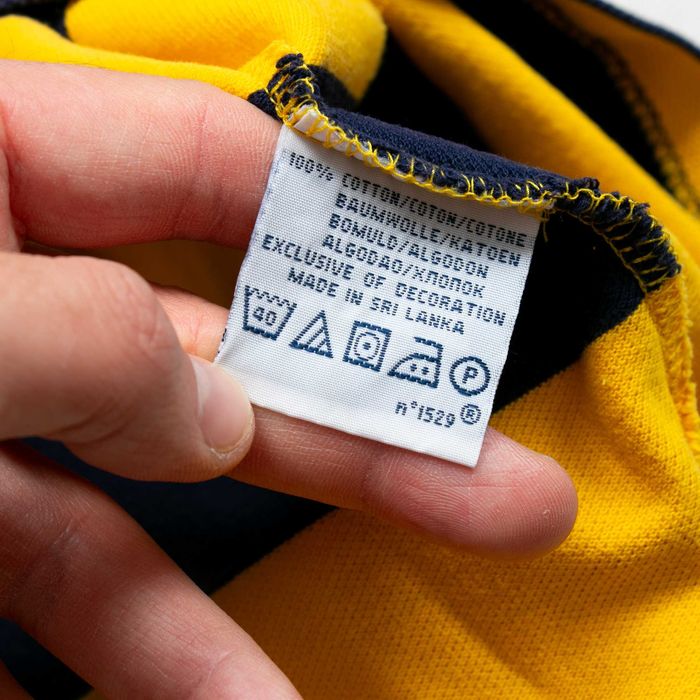 100% COTTON/COTON/COTONE
BAUMWOLLE/KATOEN
BOMULD/ALGODON
ALGODAO/ХЛОПОК
EXCLUSIVE OF DECORATION
MADE IN SRI LANKA
40 P
n°1529®